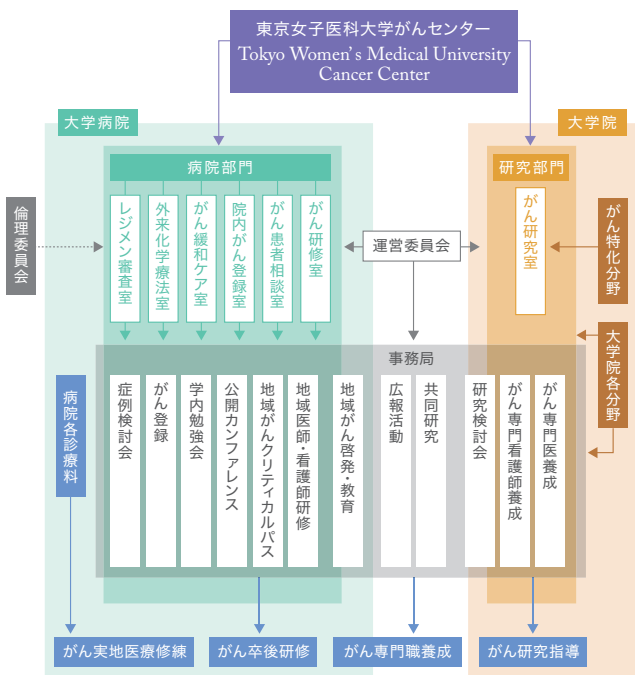 東京女子医科大学がんセンター
Tokyo Women's Medical University
Cancer Center
大学病院
大学院
病院部門
研究部門
倫理委員会
レジメン審査室
外来化学療法室
がん緩和ケア室
院内がん登録室
がん患者相談室
がん研修室
運営委員会
がん研究室
がん特化分野
大学院各分野
事務局
病院各診療料
症例検討会
がん登録
学内勉強会
公開カンファレンス
地域がんクリティカルパス
地域医師・看護師研修
地域がん啓発・教育
広報活動
共同研究
研究検討会
がん専門看護師養成
がん専門医養成
がん実地医療修練
がん卒後研修
がん専門職養成
がん研究指導